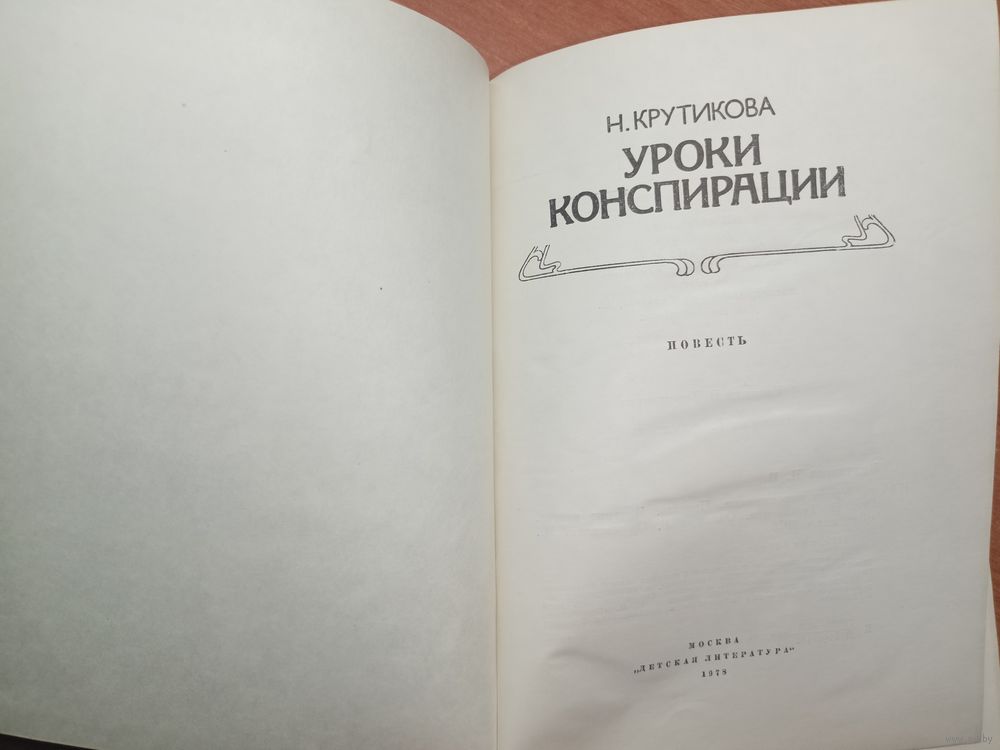 Н. КРУТИКОВА
УРОКИ
КОНСПИРАЦИИ
ПОВЕСТЬ
МОСКВА
„ДЕТСКАЯ ЛИТЕРАТУРА“
1978